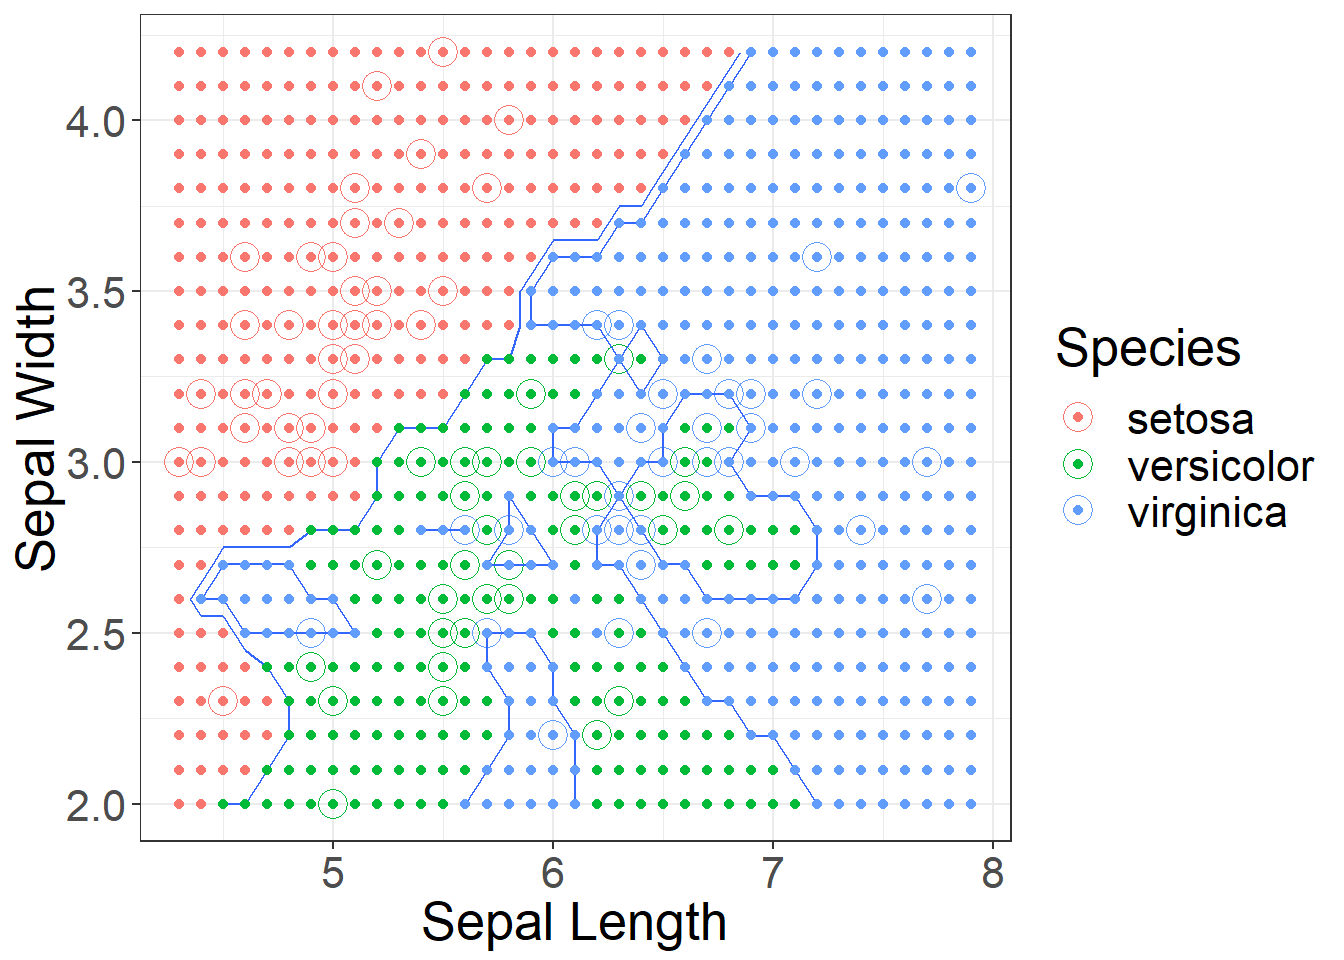 Sepal Width
4.0
3.5
3.0
2.5
2.0
5 6 7 8
Sepal Length
Species
setosa
versicolor
virginica